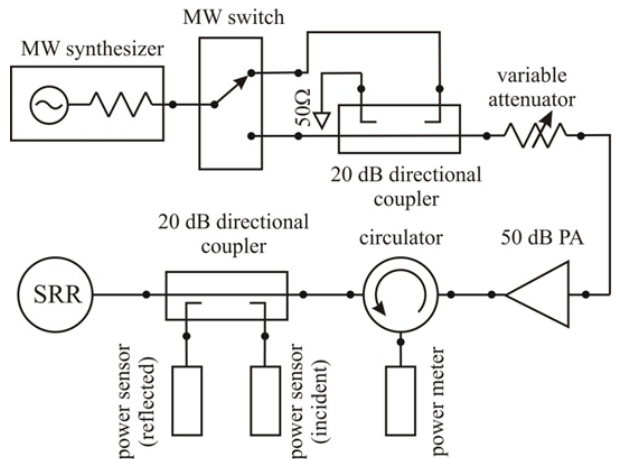 MW switch
MW synthesizer
50Ω
variable
attenuator
20 dB directional
coupler
20 dB directional
coupler
circulator
50 dB PA
SRR
power sensor
(reflected)
power sensor
(incident)
power meter